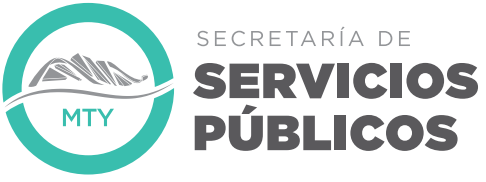 MTY
SECRETARÍA DE
SERVICIOS
PÚBLICOS